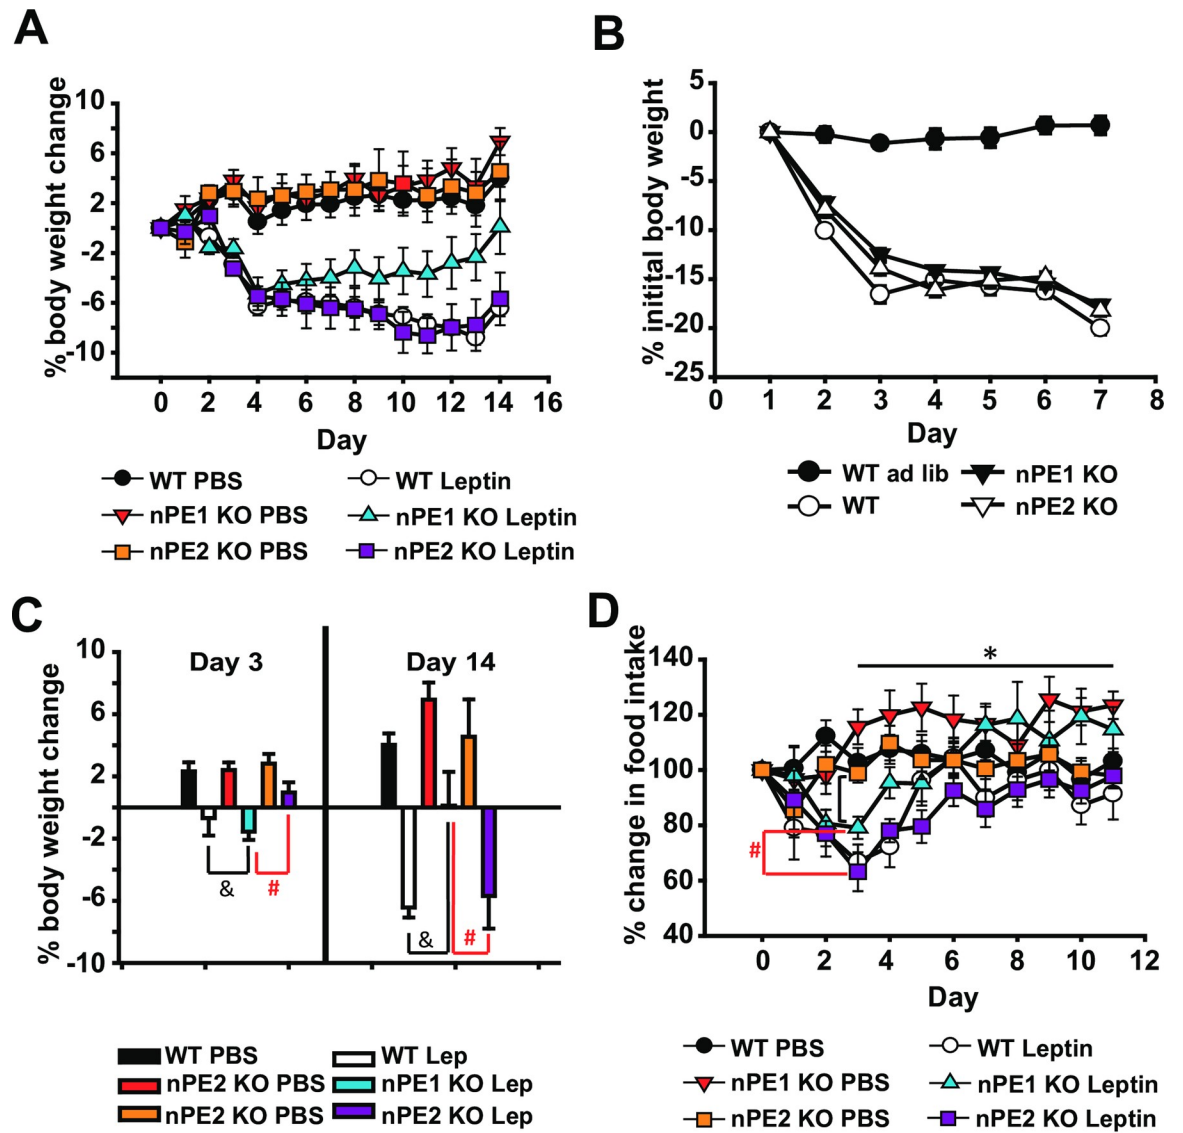 A
% body weight change
10
6
2
-2
-6
-10
0 2 4 6 8 10 12 14 16
Day
WT PBS
WT Leptin
nPE1 KO PBS
nPE1 KO Leptin
nPE2 KO PBS
nPE2 KO Leptin
B
% initital body weight
5
0
-5
-10
-15
-20
-25
0 1 2 3 4 5 6 7 8
Day
WT ad lib
nPE1 KO
WT
nPE2 KO
C
% body weight change
10
6
2
-2
-6
-10
Day 3
Day 14
&
#
&
#
WT PBS
WT Lep
nPE2 KO PBS
nPE1 KO Lep
nPE2 KO PBS
nPE2 KO Lep
D
% change in food intake
140
120
100
80
60
40
*
#
0 2 4 6 8 10 12
Day
WT PBS
WT Leptin
nPE1 KO PBS
nPE1 KO Leptin
nPE2 KO PBS
nPE2 KO Leptin